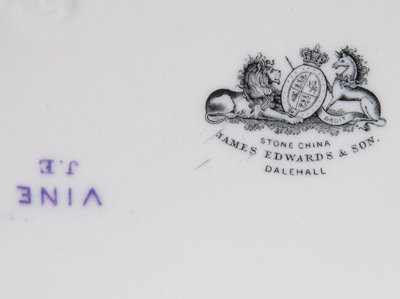 DROIT
STONE CHINA
JAMES EDWARDS & SON.
DALEHALL
VINE
J.E